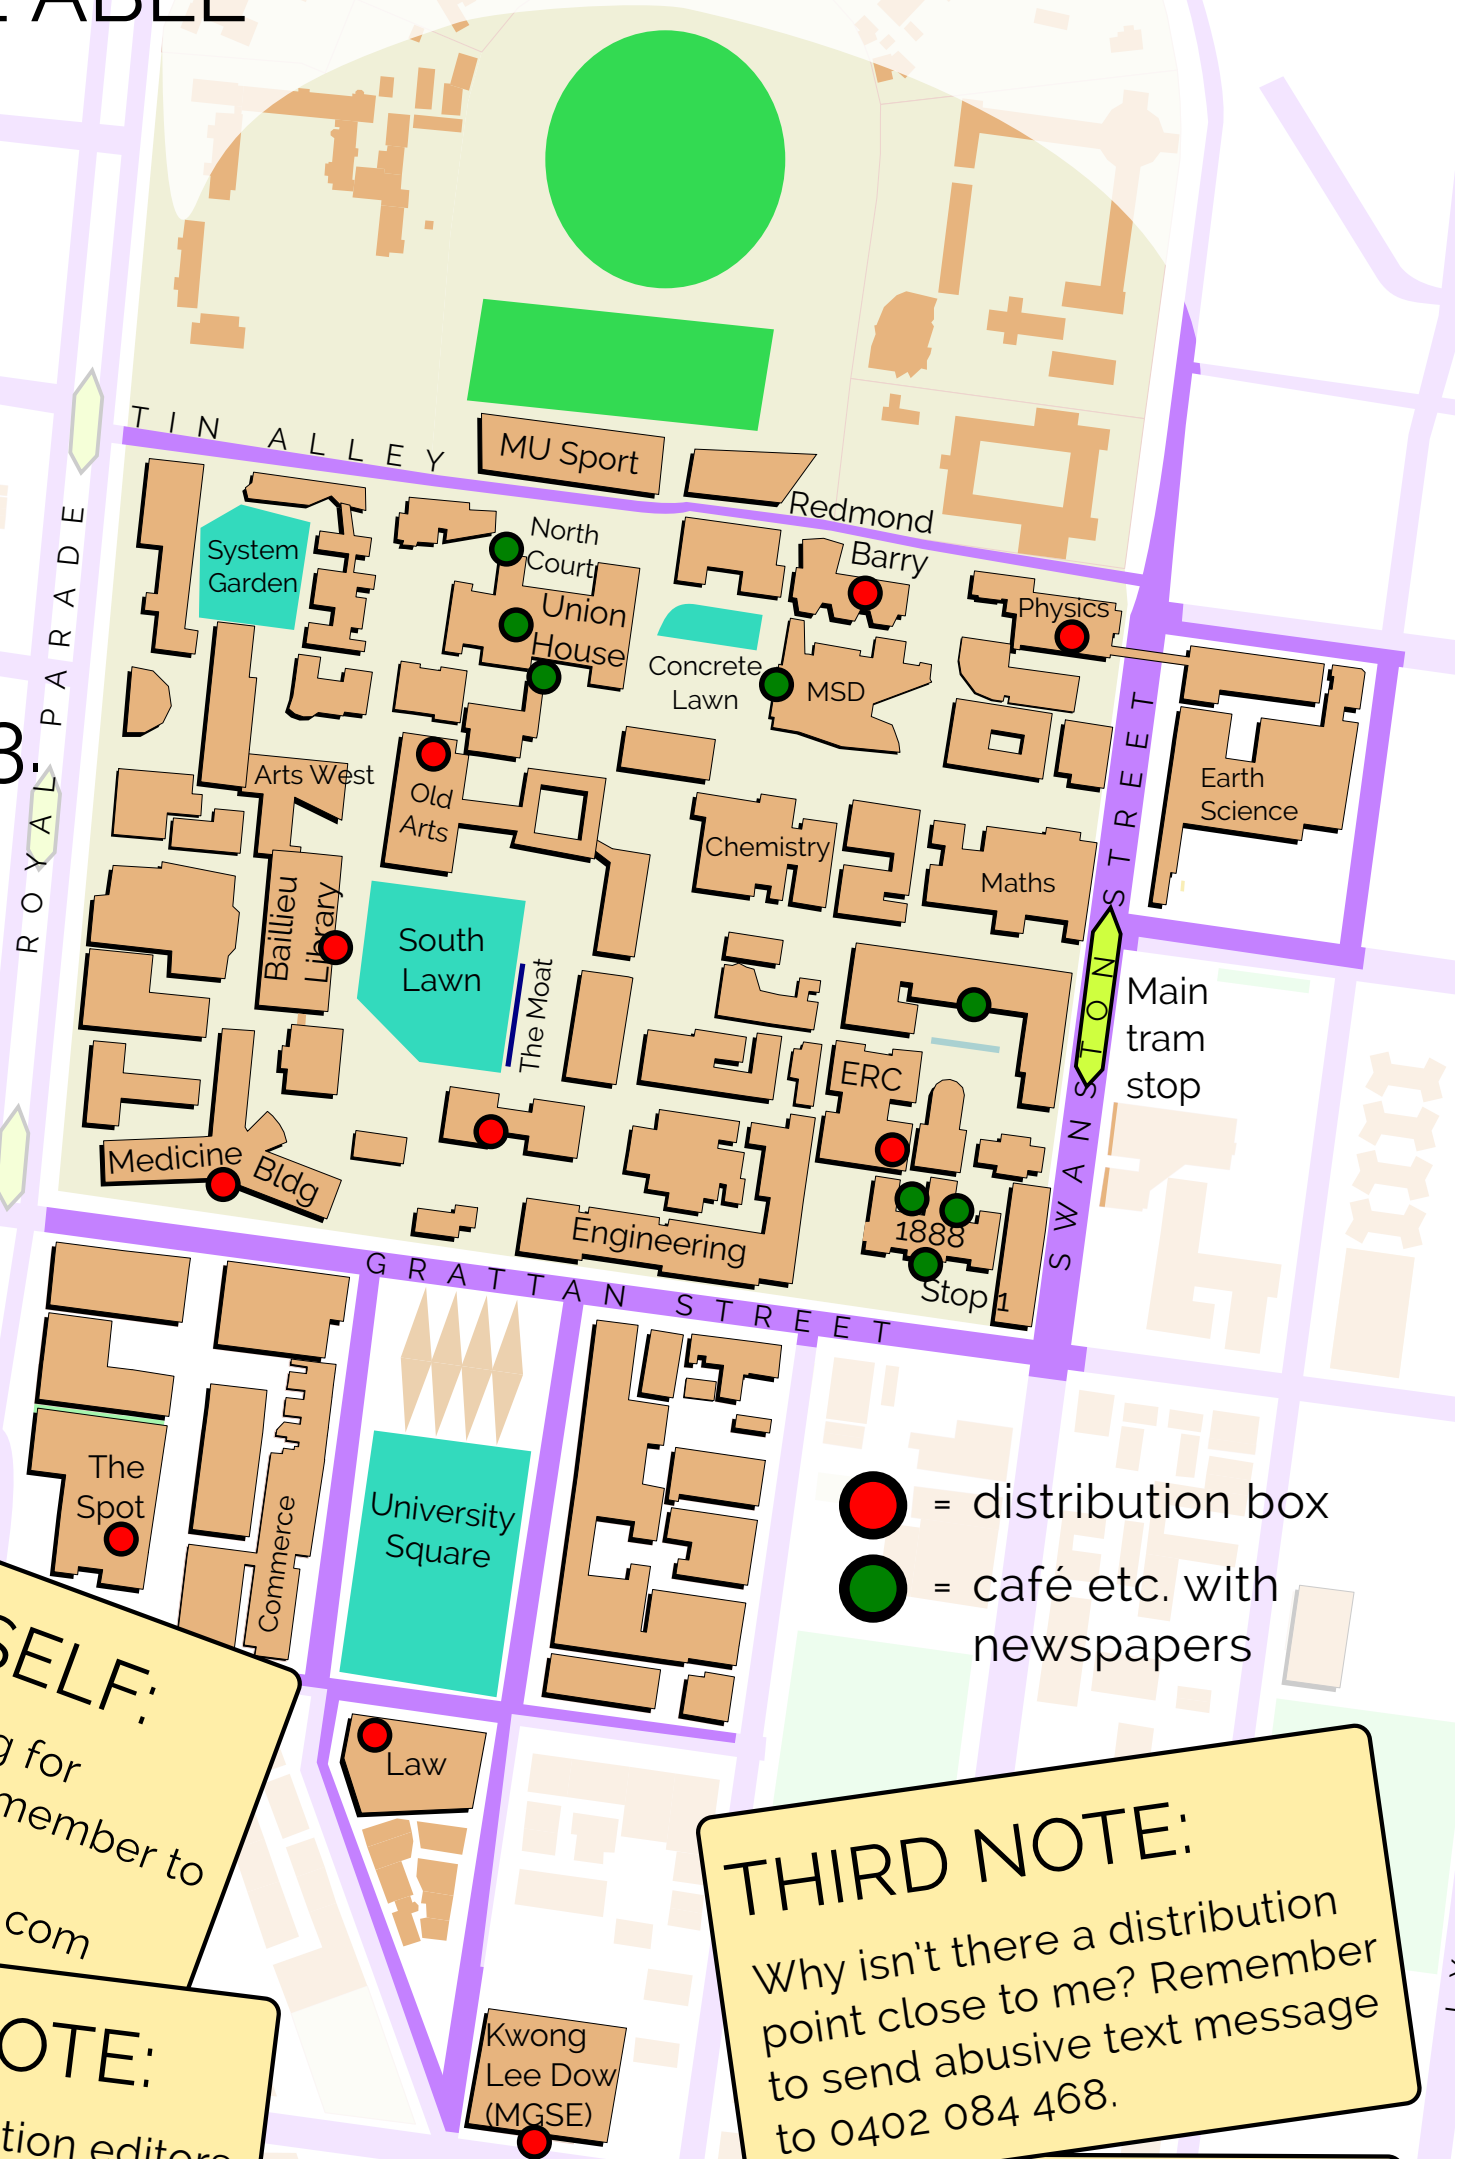 ABLE
TIN ALLEY
MU Sport
Redmond
Barry
North
Court
System
Garden
Union
House
Physics
Concrete
Lawn
MSD
ROYAL PARADE
3.
Arts West
Old
Arts
Earth
Science
Chemistry
Maths
Baillieu
Library
South
Lawn
The Moat
SWANSTON STREET
Main
tram
stop
ERC
Medicine
Bldg
Engineering
1888
Stop 1
GRATTAN STREET
The
Spot
Commerce
University
Square
= distribution box
= café etc. with
newspapers
SELF:
g for
member to
com
Law
THIRD NOTE:
Why isn't there a distribution
point close to me? Remember
to send abusive text message
to 0402 084 468.
OTE:
tion editors
Kwong
Lee Dow
(MGSE)